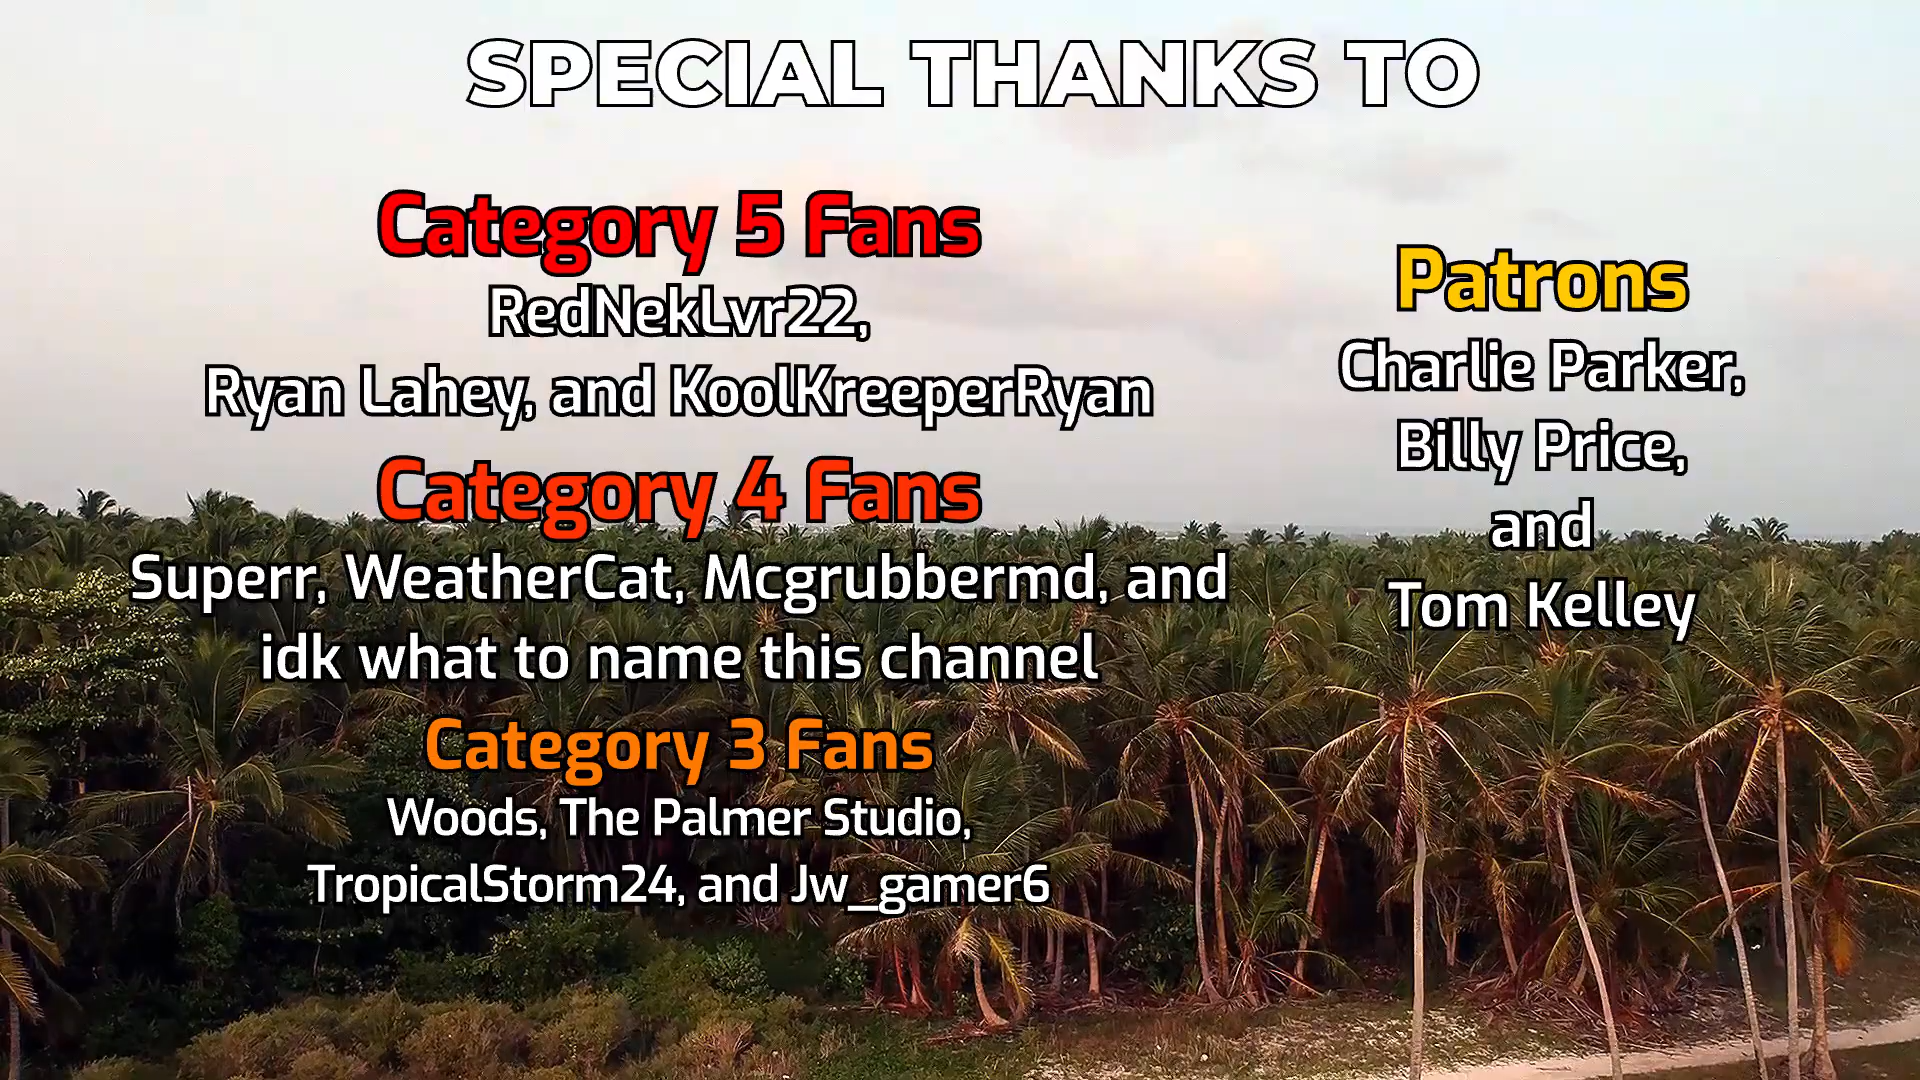 SPECIAL THANKS TO
Category 5 Fans
RedNekLvr22,
Ryan Lahey, and KoolKreeperRyan
Category 4 Fans
Superr, WeatherCat, Mcgrubbermd, and
idk what to name this channel
Category 3 Fans
Woods, The Palmer Studio,
TropicalStorm24, and Jw_gamer6
Patrons
Charlie Parker,
Billy Price,
and
Tom Kelley